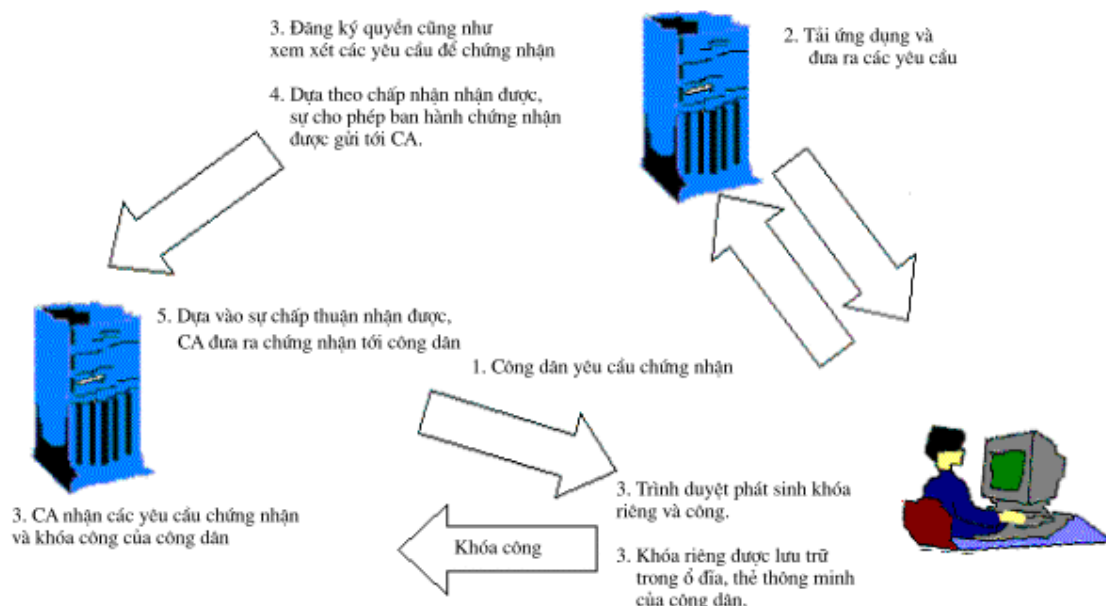 3. Đăng ký quyền cũng như
xem xét các yêu cầu để chứng nhận
4. Dựa theo chấp nhận nhận được,
sự cho phép ban hành chứng nhận
được gửi tới CA.
2. Tải ứng dụng và
đưa ra các yêu cầu
5. Dựa vào sự chấp thuận nhận được,
CA đưa ra chứng nhận tới công dân
1. Công dân yêu cầu chứng nhận
3. CA nhận các yêu cầu chứng nhận
và khóa công của công dân
Khóa công
3. Trình duyệt phát sinh khóa
riêng và công.
3. Khóa riêng được lưu trữ
trong ổ đĩa, thẻ thông minh
của công dân.